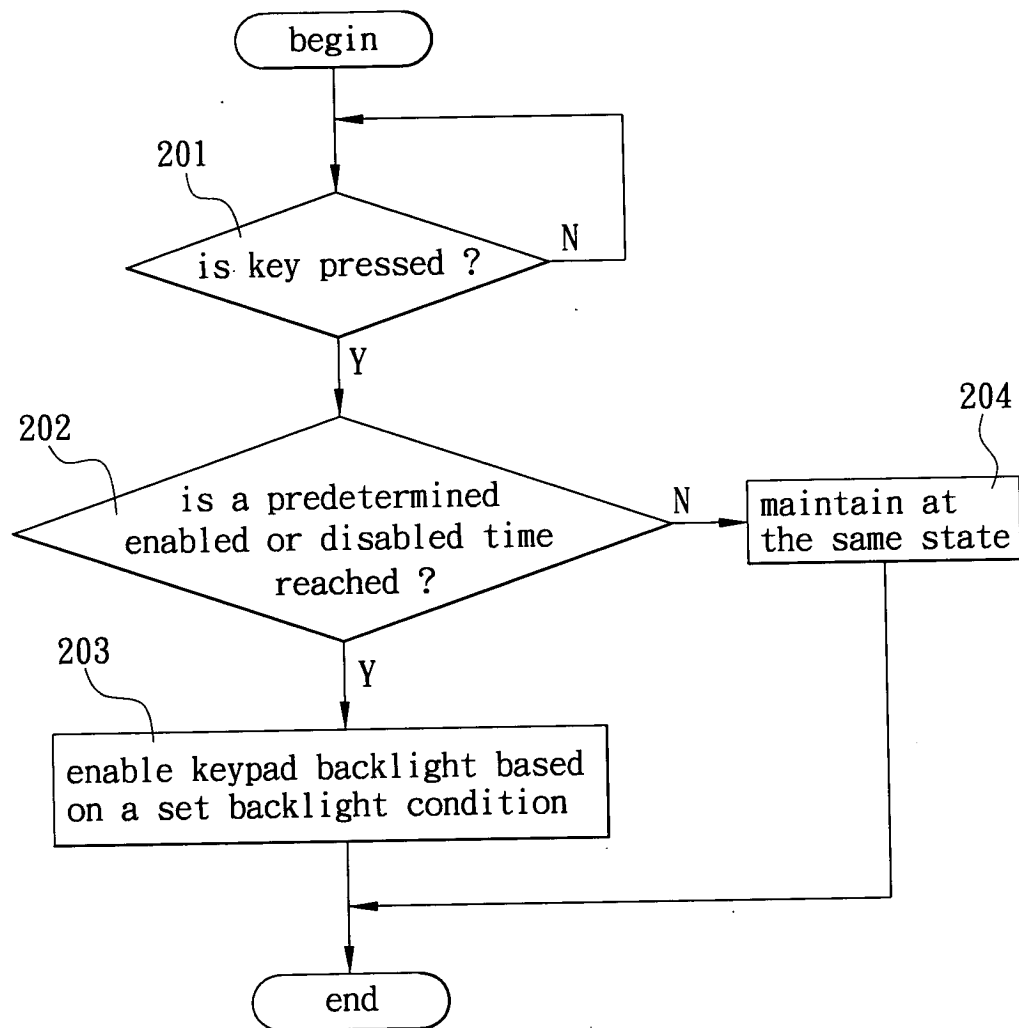 begin
201
is key pressed ?
N
Y
202
is a predetermined
enabled or disabled time
reached ?
N
204
maintain at
the same state
Y
203
enable keypad backlight based
on a set backlight condition
end